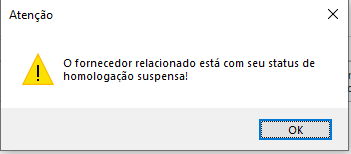 Atenção
O fornecedor relacionado está com seu status de
homologação suspensa!
OK